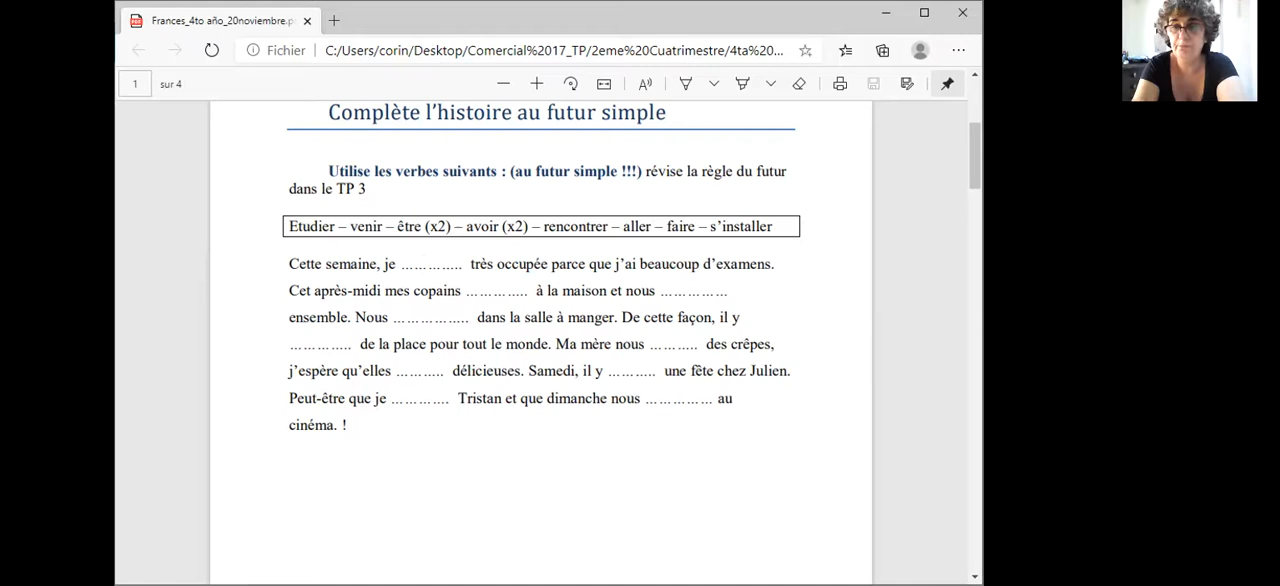 Frances_4to año_20noviembre.p
Fichier C:/Users/corin/Desktop/Comercial%2017_TP/2eme%20Cuatrimestre/4ta%20...
1 sur 4
Complète l'histoire au futur simple
Utilise les verbes suivants : (au futur simple !!!) révise la règle du futur
dans le TP 3
Etudier – venir – être (x2) – avoir (x2) – rencontrer – aller – faire – s'installer
Cette semaine, je ………….. très occupée parce que j'ai beaucoup d'examens.
Cet après-midi mes copains ………….. à la maison et nous ……………
ensemble. Nous …………….. dans la salle à manger. De cette façon, il y
………….. de la place pour tout le monde. Ma mère nous ……….. des crêpes,
j'espère qu'elles ……….. délicieuses. Samedi, il y ……….. une fête chez Julien.
Peut-être que je …………. Tristan et que dimanche nous …………… au
cinéma. !